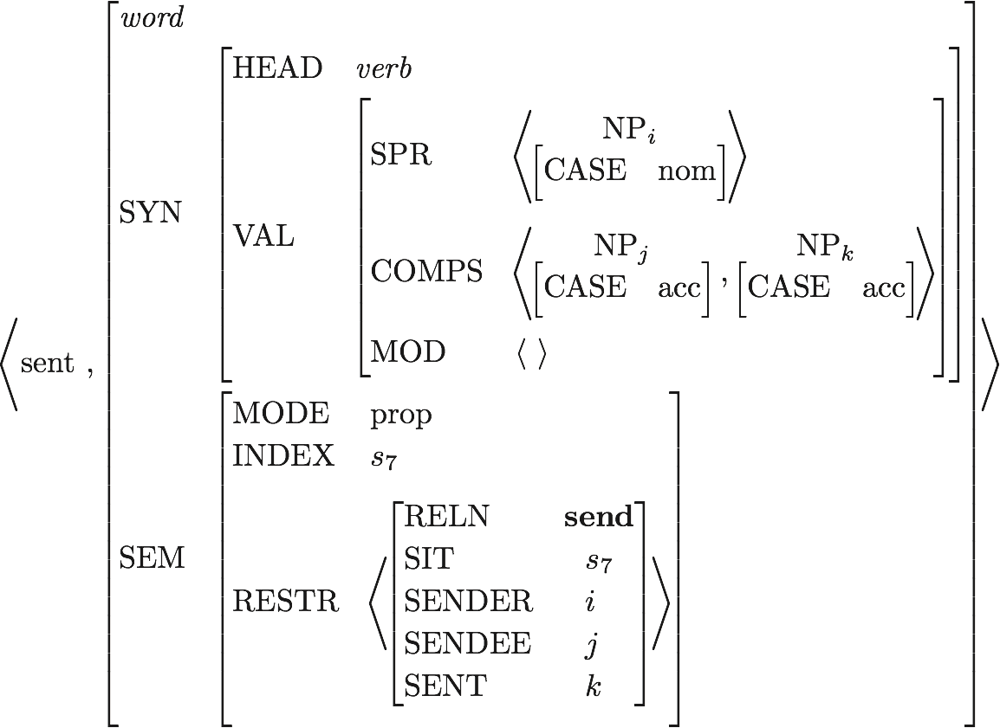 word
HEAD verb
NP_i
SPR ⟨ [CASE nom] ⟩
SYN
VAL
NP_j NP_k
COMPS ⟨ [CASE acc] , [CASE acc] ⟩
MOD ⟨ ⟩
⟨ sent ,
MODE prop
INDEX s_7
RELN send
SIT s_7
SEM
SENDER i
RESTR
SENDEE j
SENT k